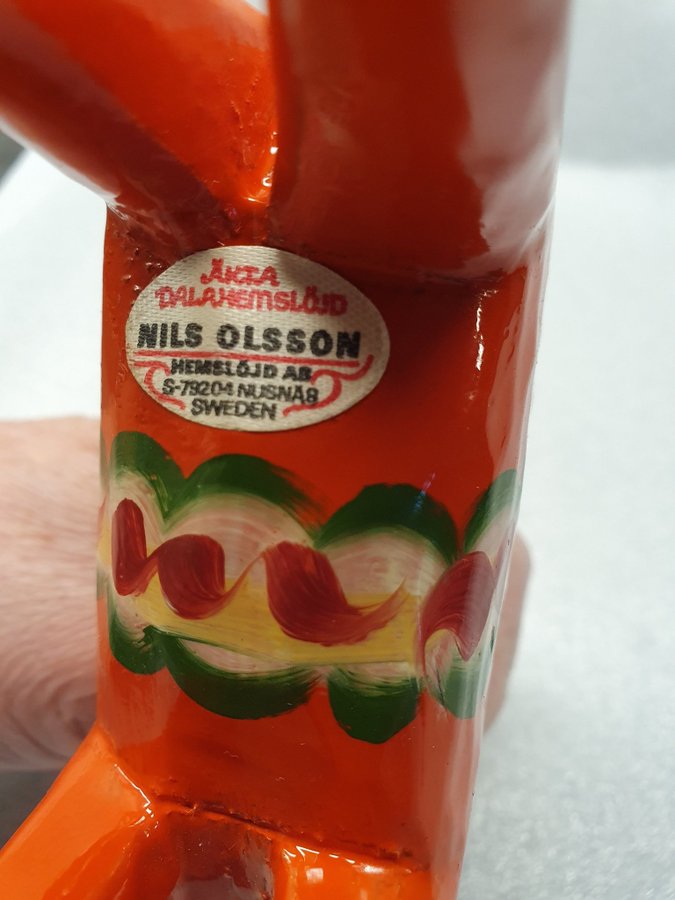 ÄKTA
DALAHEMSLÖJD
NILS OLSSON
HEMSLÖJD AB
S-79204 NUSNÄS
SWEDEN